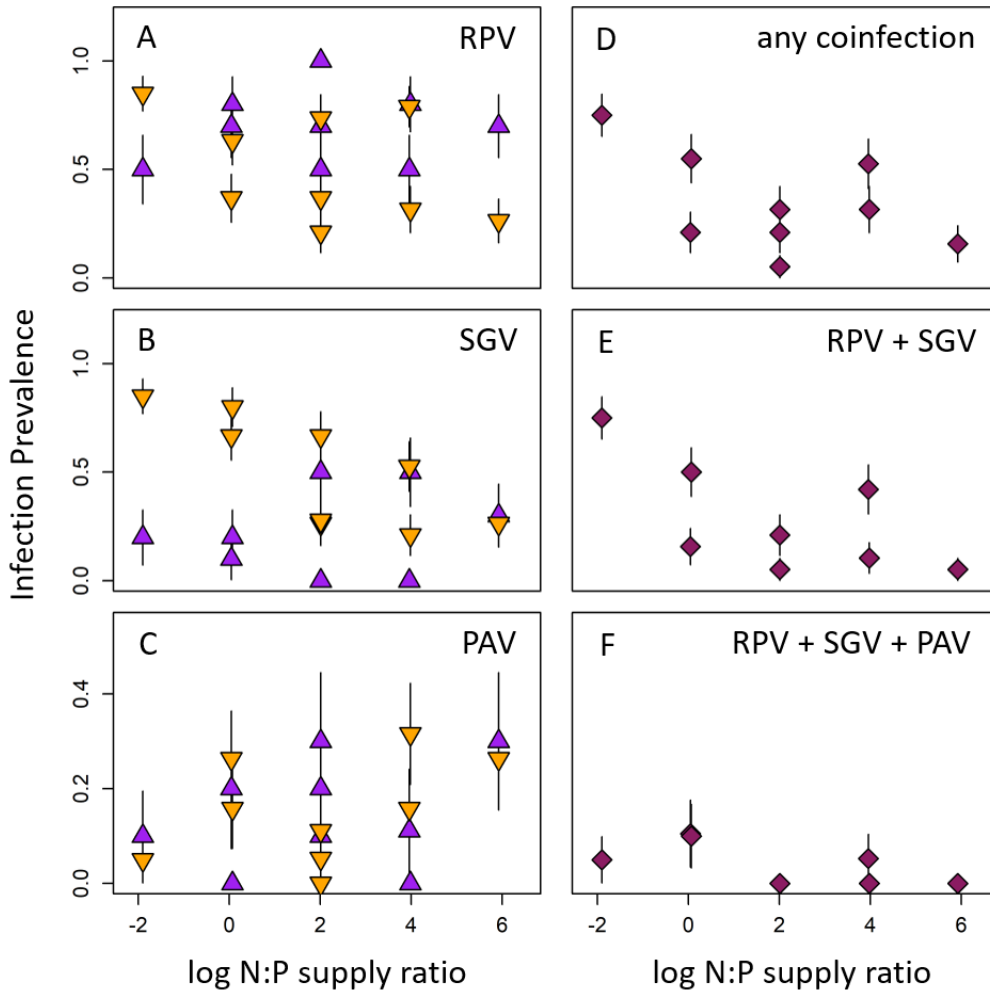 A
RPV
1.0
0.5
0.0
D
any coinfection
B
SGV
1.0
0.5
0.0
E
RPV + SGV
C
PAV
0.4
0.2
0.0
F
RPV + SGV + PAV
-2 0 2 4 6
-2 0 2 4 6
log N:P supply ratio
log N:P supply ratio
Infection Prevalence